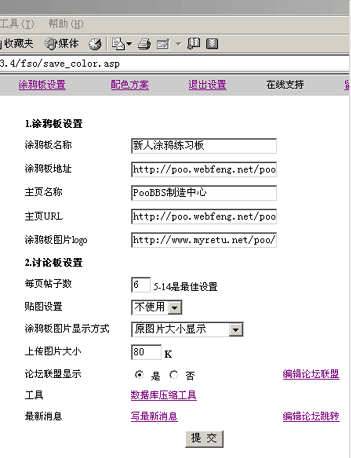 工具(T) 帮助(H)
收藏夹 媒体
3.4/fso/save_color.asp
涂鸦板设置 配色方案 退出设置 在线支持
1.涂鸦板设置
涂鸦板名称 新人涂鸦练习板
涂鸦板地址 http://poo.webfeng.net/poo
主页名称 PooBBS制造中心
主页URL http://poo.webfeng.net/poo
涂鸦板图片logo http://www.myretu.net/poo/
2.讨论板设置
每页帖子数 6 5-14是最佳设置
贴图设置 不使用
涂鸦板图片显示方式 原图片大小显示
上传图片大小 80 K
论坛联盟显示 是 否 编辑论坛联盟
工具 数据库压缩工具
最新消息 写最新消息 编辑论坛跳转
提 交